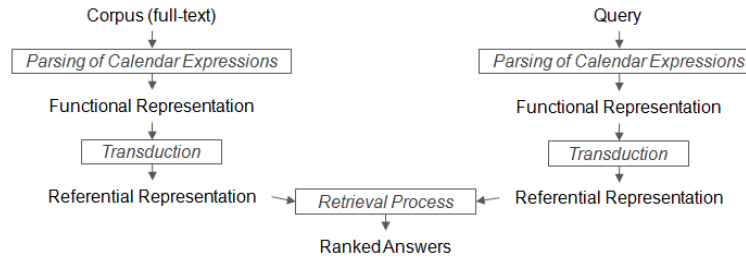 Corpus (full-text)
Query
Parsing of Calendar Expressions
Parsing of Calendar Expressions
Functional Representation
Functional Representation
Transduction
Transduction
Referential Representation
Referential Representation
Retrieval Process
Ranked Answers